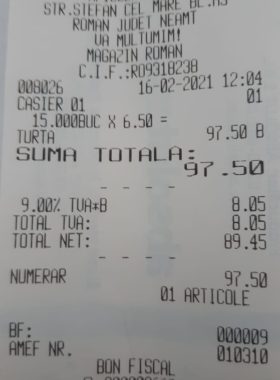 STR.STEFAN CEL MARE BL.
ROMAN JUDET NEAMT
VA MULTUMIM!
MAGAZIN ROMAN
C.I.F.:RO9318238
008026 16-02-2021 12:04
CASIER 01 01
15.000BUC X 6.50 =
TURTA 97.50 B
SUMA TOTALA:
97.50
- - - -
9.00% TVA*B 8.05
TOTAL TVA: 8.05
TOTAL NET: 89.45
- - - -
NUMERAR 97.50
01 ARTICOLE
BF: 000009
AMEF NR. 010310
BON FISCAL